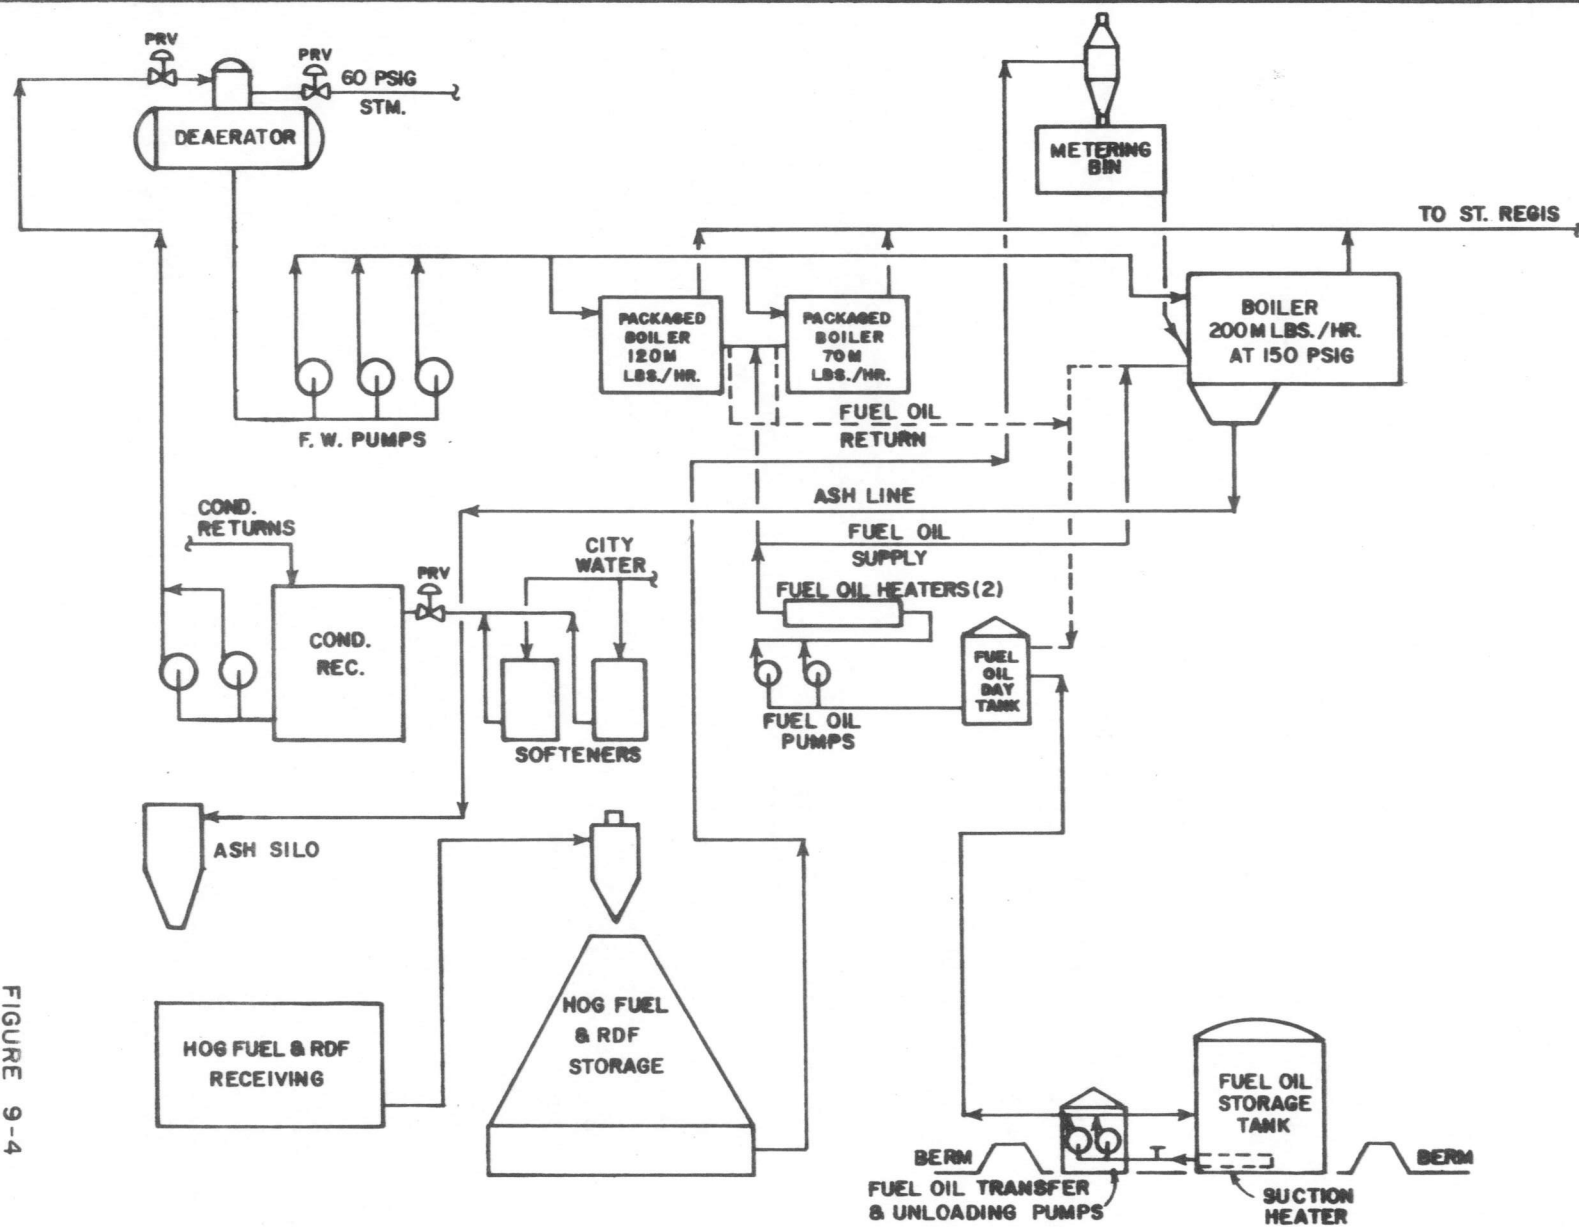 PRV
PRV
60 PSIG
STM.
DEAERATOR
METERING
BIN
TO ST. REGIS
PACKAGED
BOILER
120M
LBS./HR.
PACKAGED
BOILER
70M
LBS./HR.
BOILER
200M LBS./HR.
AT 150 PSIG
FUEL OIL
RETURN
F. W. PUMPS
ASH LINE
COND.
RETURNS
FUEL OIL
SUPPLY
CITY
WATER
PRV
FUEL OIL HEATERS (2)
COND.
REC.
FUEL
OIL
DAY
TANK
FUEL OIL
PUMPS
SOFTENERS
ASH SILO
HOG FUEL
& RDF
STORAGE
HOG FUEL & RDF
RECEIVING
FUEL OIL
STORAGE
TANK
T
BERM
BERM
FUEL OIL TRANSFER
& UNLOADING PUMPS
SUCTION
HEATER
FIGURE 9-4